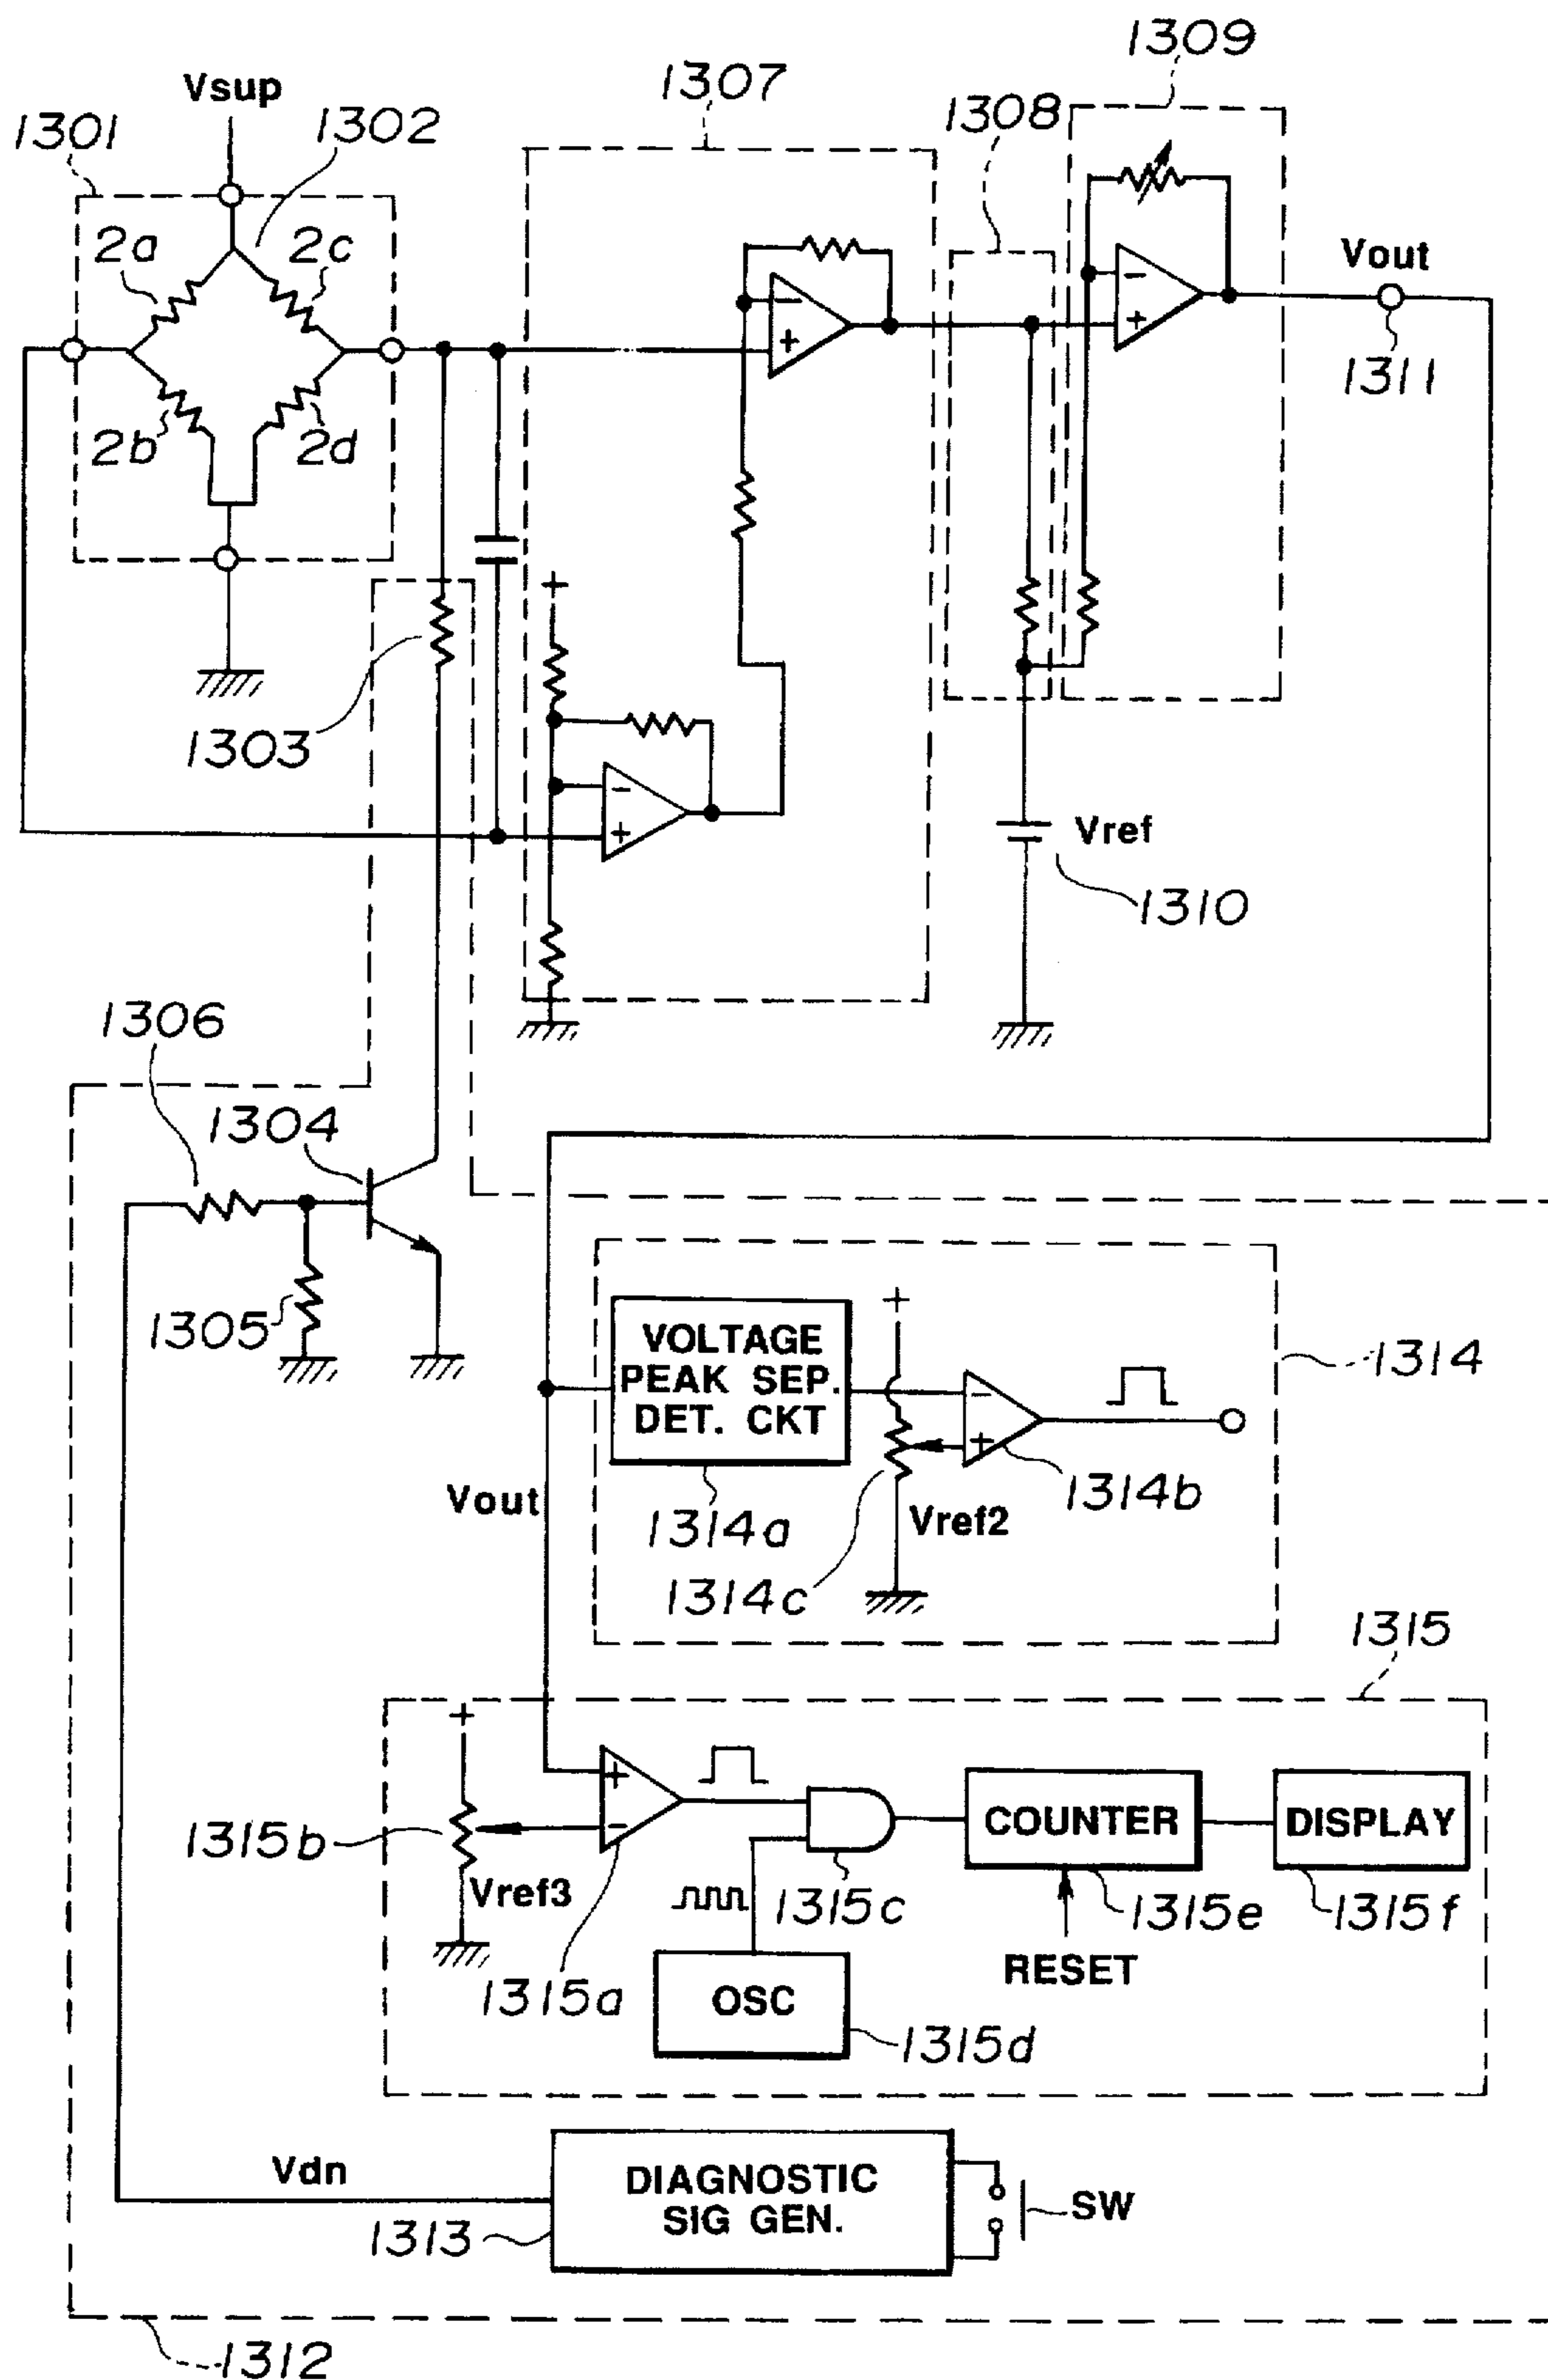 1309
1307
Vsup
1308
1301
1302
2a
2c
Vout
−
+
−
+
1311
2b
2d
+
1303
−
+
Vref
1310
1306
1304
1305
+
VOLTAGE
PEAK SEP.
DET. CKT
−
+
1314
1314b
Vout
1314a
Vref2
1314c
1315
+
+
−
COUNTER
DISPLAY
1315b
Vref3
1315c
1315e
1315f
RESET
1315a
OSC
1315d
Vdn
DIAGNOSTIC
SIG GEN.
SW
1313
1312